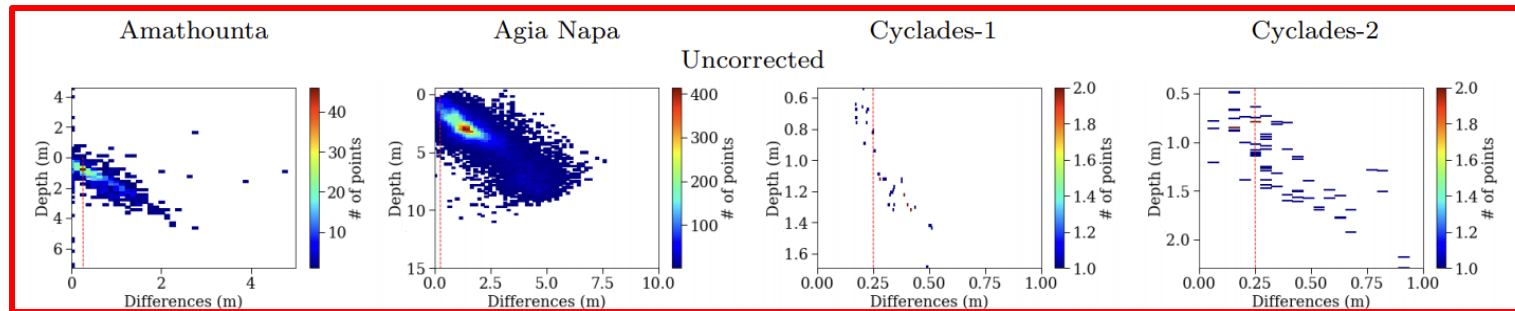 Amathounta Agia Napa Cyclades-1 Cyclades-2
Uncorrected
Depth (m)
4
2
0
2
4
6
0 2 4
Differences (m)
40
30
20
10
# of points
Depth (m)
0
5
10
15
0.0 2.5 5.0 7.5 10.0
Differences (m)
400
300
200
100
# of points
Depth (m)
0.6
0.8
1.0
1.2
1.4
1.6
0.00 0.25 0.50 0.75 1.00
Differences (m)
2.0
1.8
1.6
1.4
1.2
1.0
# of points
Depth (m)
0.5
1.0
1.5
2.0
0.00 0.25 0.50 0.75 1.00
Differences (m)
2.0
1.8
1.6
1.4
1.2
1.0
# of points